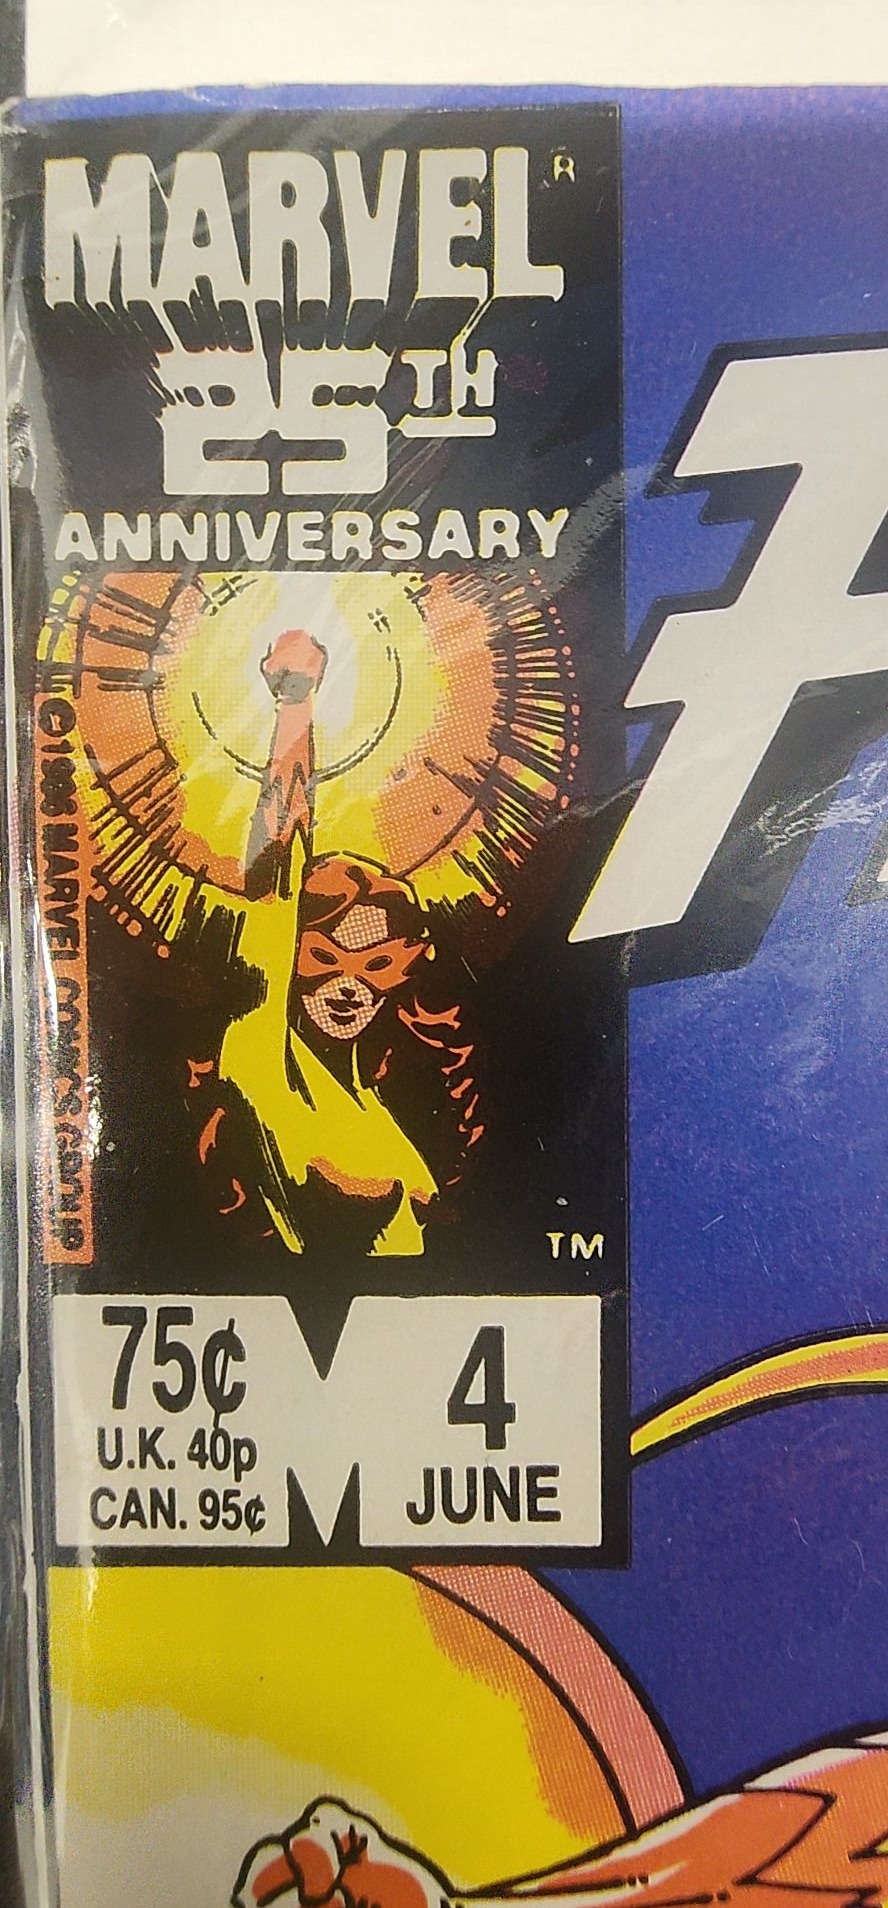 MARVEL®
25TH
ANNIVERSARY
©1986 MARVEL COMICS GROUP
TM
75¢
U.K. 40p
CAN. 95¢
4
JUNE